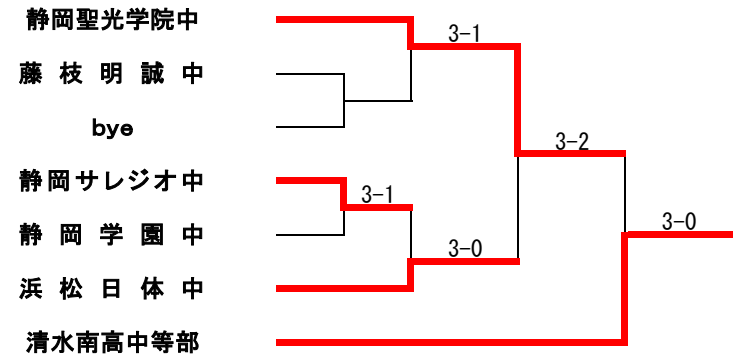 静岡聖光学院中
3-1
藤枝明誠中
bye
3-2
静岡サレジオ中
3-1
静岡学園中
3-0
3-0
浜松日体中
清水南高中等部